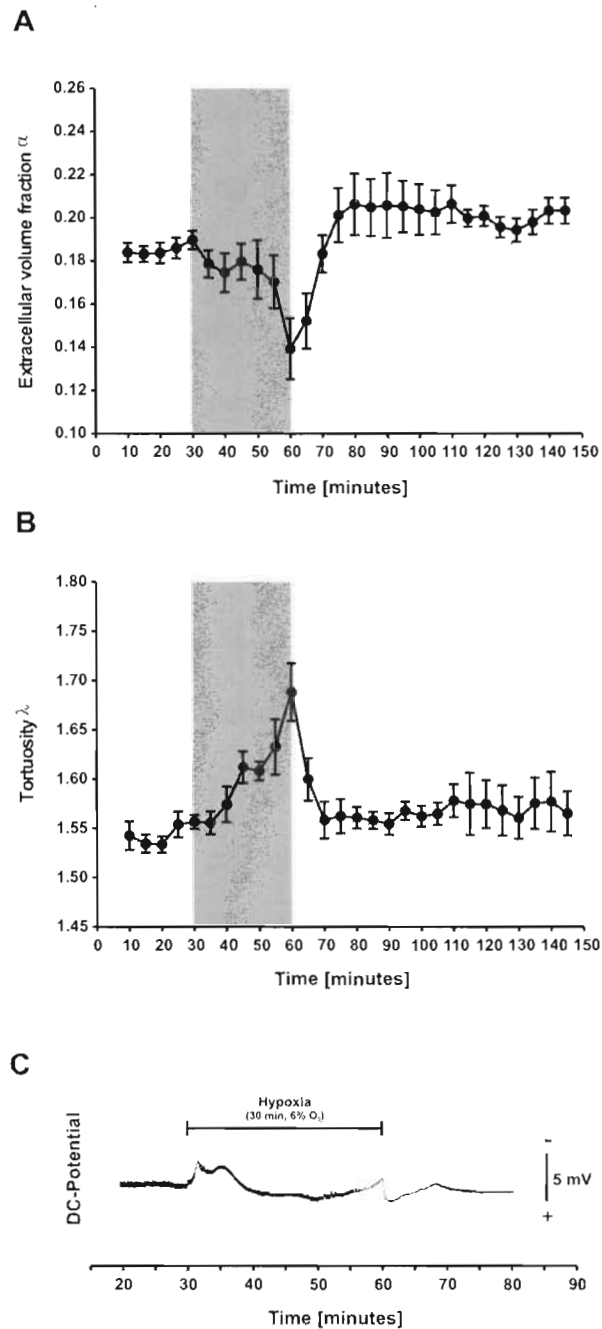 A
Extracellular volume fraction α
0.26
0.24
0.22
0.20
0.18
0.16
0.14
0.12
0.10
0 10 20 30 40 50 60 70 80 90 100 110 120 130 140 150
Time [minutes]
B
Tortuosity λ
1.80
1.75
1.70
1.65
1.60
1.55
1.50
1.45
0 10 20 30 40 50 60 70 80 90 100 110 120 130 140 150
Time [minutes]
C
DC-Potential
Hypoxia
(30 min, 6% O₂)
-
5 mV
+
20 30 40 50 60 70 80 90
Time [minutes]